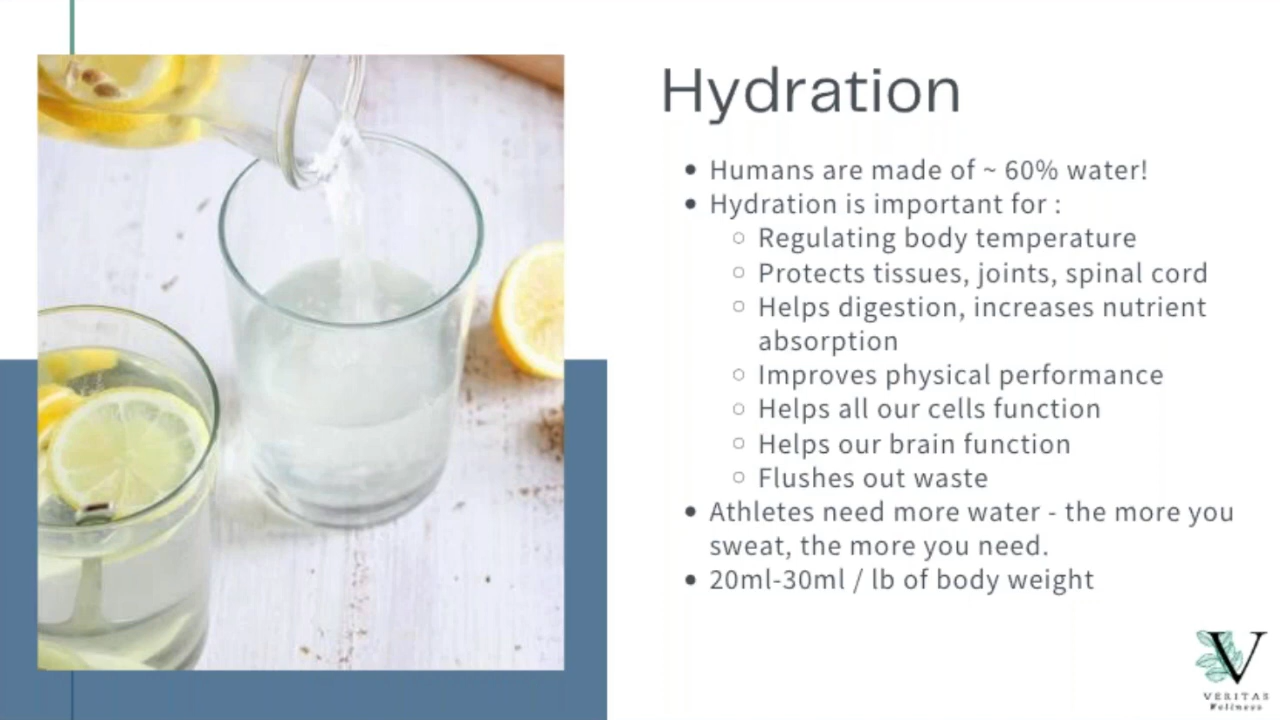 Hydration
• Humans are made of ~ 60% water!
• Hydration is important for :
○ Regulating body temperature
○ Protects tissues, joints, spinal cord
○ Helps digestion, increases nutrient
absorption
○ Improves physical performance
○ Helps all our cells function
○ Helps our brain function
○ Flushes out waste
• Athletes need more water - the more you
sweat, the more you need.
• 20ml-30ml / lb of body weight
V
VERITAS
Wellness